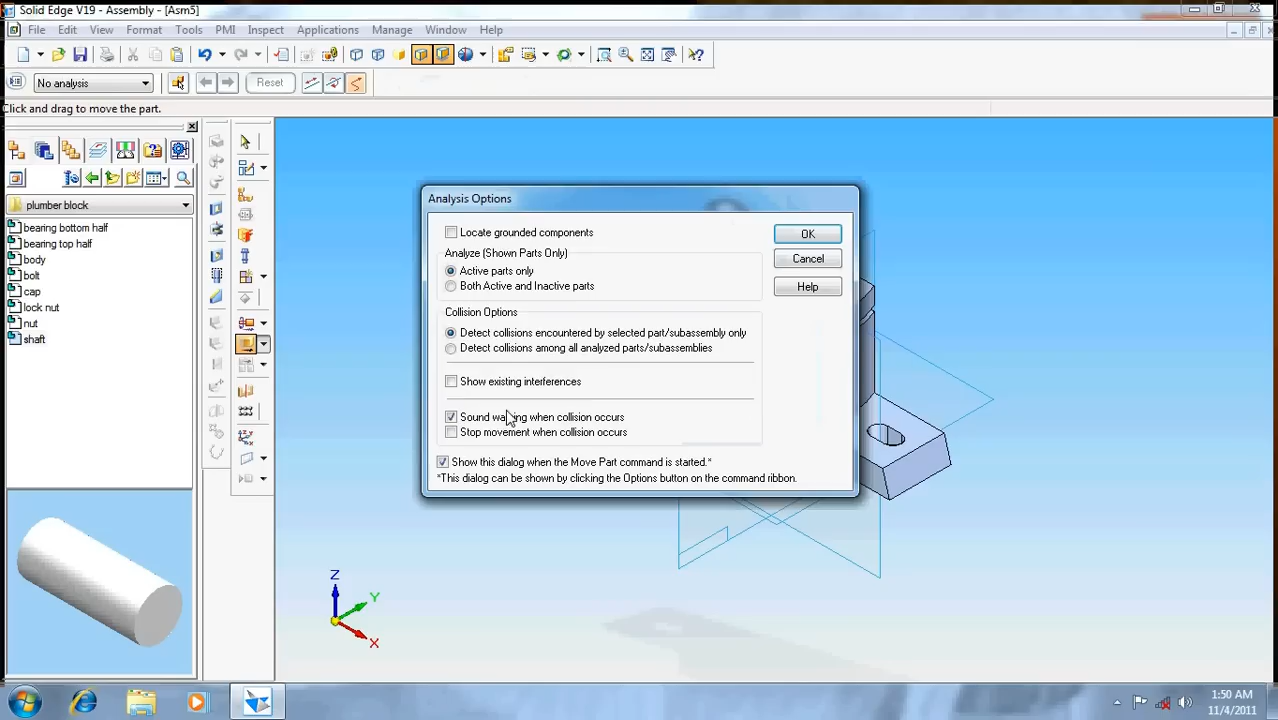 Solid Edge V19 - Assembly - [Asm5]
File Edit View Format Tools PMI Inspect Applications Manage Window Help
No analysis
Reset
Click and drag to move the part.
plumber block
bearing bottom half
bearing top half
body
bolt
cap
lock nut
nut
shaft
Analysis Options
Locate grounded components
OK
Analyze (Shown Parts Only)
Cancel
Active parts only
Both Active and Inactive parts
Help
Collision Options
Detect collisions encountered by selected part/subassembly only
Detect collisions among all analyzed parts/subassemblies
Show existing interferences
Sound warning when collision occurs
Stop movement when collision occurs
Show this dialog when the Move Part command is started.*
*This dialog can be shown by clicking the Options button on the command ribbon.
Z
Y
X
1:50 AM
11/4/2011